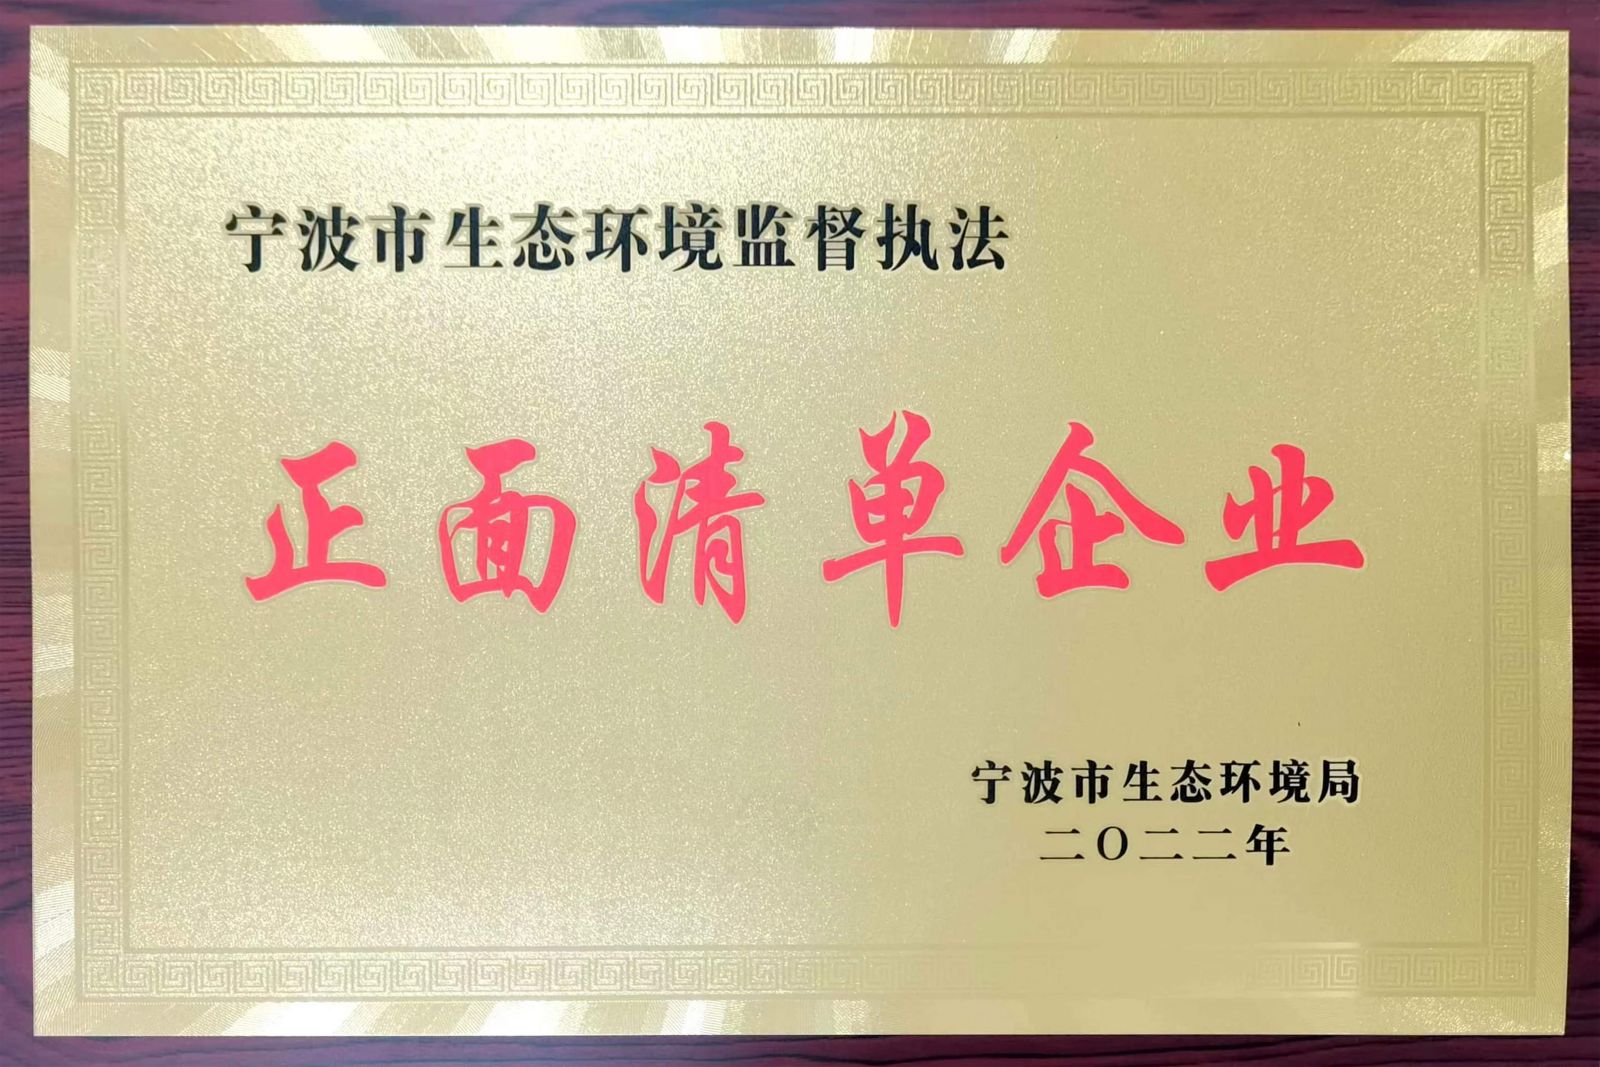 宁波市生态环境监督执法
正面清单企业
宁波市生态环境局
二〇二二年